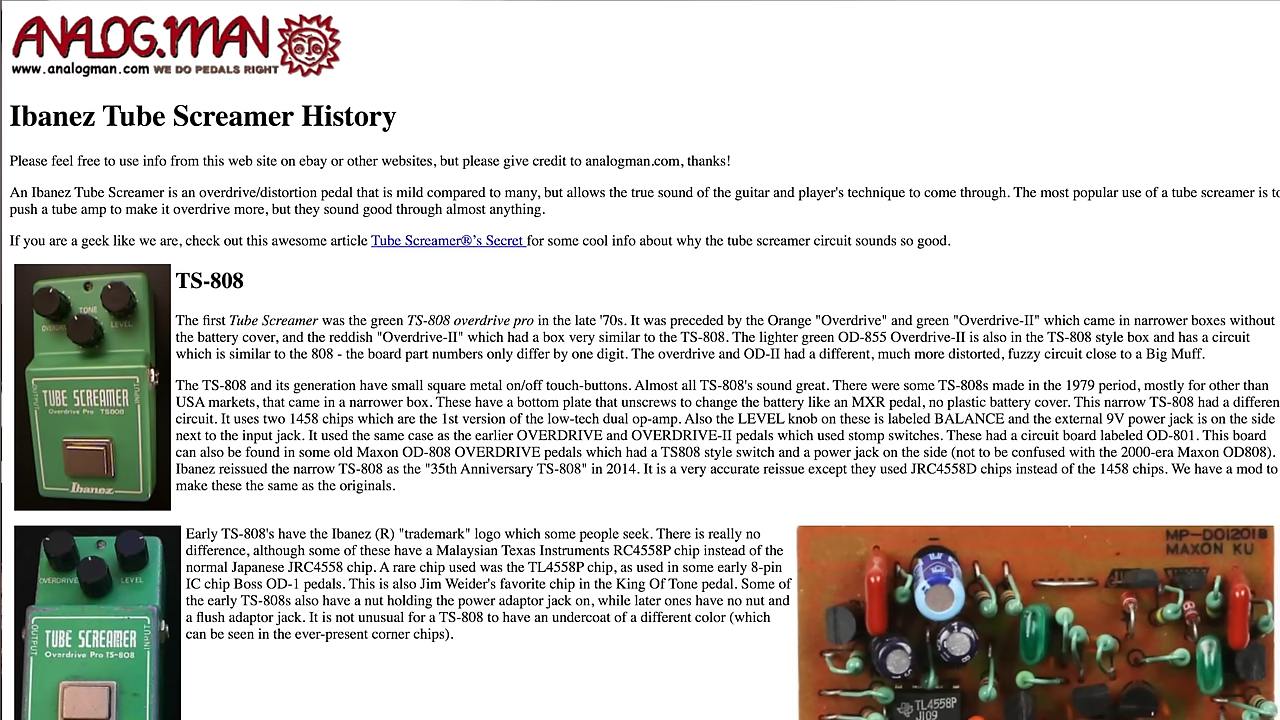 ANALOG.MAN
www.analogman.com WE DO PEDALS RIGHT
Ibanez Tube Screamer History
Please feel free to use info from this web site on ebay or other websites, but please give credit to analogman.com, thanks!
An Ibanez Tube Screamer is an overdrive/distortion pedal that is mild compared to many, but allows the true sound of the guitar and player's technique to come through. The most popular use of a tube screamer is to
push a tube amp to make it overdrive more, but they sound good through almost anything.
If you are a geek like we are, check out this awesome article Tube Screamer®'s Secret for some cool info about why the tube screamer circuit sounds so good.
OVERDRIVE
TONE
LEVEL
OUTPUT
INPUT
TUBE SCREAMER
Overdrive Pro TS808
Ibanez
TS-808
The first Tube Screamer was the green TS-808 overdrive pro in the late '70s. It was preceded by the Orange "Overdrive" and green "Overdrive-II" which came in narrower boxes without
the battery cover, and the reddish "Overdrive-II" which had a box very similar to the TS-808. The lighter green OD-855 Overdrive-II is also in the TS-808 style box and has a circuit
which is similar to the 808 - the board part numbers only differ by one digit. The overdrive and OD-II had a different, much more distorted, fuzzy circuit close to a Big Muff.
The TS-808 and its generation have small square metal on/off touch-buttons. Almost all TS-808's sound great. There were some TS-808s made in the 1979 period, mostly for other than
USA markets, that came in a narrower box. These have a bottom plate that unscrews to change the battery like an MXR pedal, no plastic battery cover. This narrow TS-808 had a differen
circuit. It uses two 1458 chips which are the 1st version of the low-tech dual op-amp. Also the LEVEL knob on these is labeled BALANCE and the external 9V power jack is on the side
next to the input jack. It used the same case as the earlier OVERDRIVE and OVERDRIVE-II pedals which used stomp switches. These had a circuit board labeled OD-801. This board
can also be found in some old Maxon OD-808 OVERDRIVE pedals which had a TS808 style switch and a power jack on the side (not to be confused with the 2000-era Maxon OD808).
Ibanez reissued the narrow TS-808 as the "35th Anniversary TS-808" in 2014. It is a very accurate reissue except they used JRC4558D chips instead of the 1458 chips. We have a mod to
make these the same as the originals.
OVERDRIVE
LEVEL
OUTPUT
INPUT
TUBE SCREAMER
Overdrive Pro TS-808
Early TS-808's have the Ibanez (R) "trademark" logo which some people seek. There is really no
difference, although some of these have a Malaysian Texas Instruments RC4558P chip instead of the
normal Japanese JRC4558 chip. A rare chip used was the TL4558P chip, as used in some early 8-pin
IC chip Boss OD-1 pedals. This is also Jim Weider's favorite chip in the King Of Tone pedal. Some of
the early TS-808s also have a nut holding the power adaptor jack on, while later ones have no nut and
a flush adaptor jack. It is not unusual for a TS-808 to have an undercoat of a different color (which
can be seen in the ever-present corner chips).
MP-D01201B
MAXON KU
TL4558P
J109